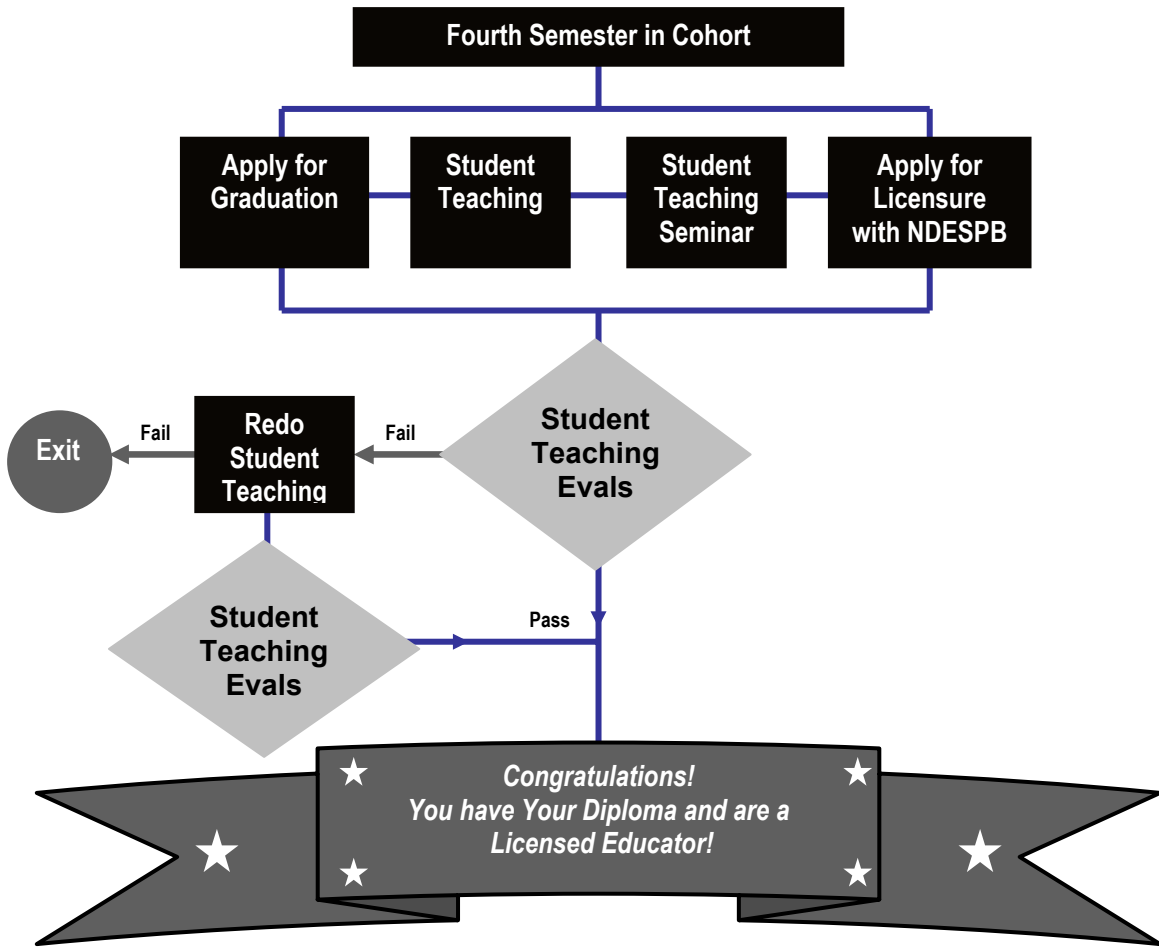 Fourth Semester in Cohort
Apply for
Graduation
Student
Teaching
Student
Teaching
Seminar
Apply for
Licensure
with NDESPB
Student
Teaching
Evals
Fail
Redo
Student
Teaching
Fail
Exit
Student
Teaching
Evals
Pass
Congratulations!
You have Your Diploma and are a
Licensed Educator!